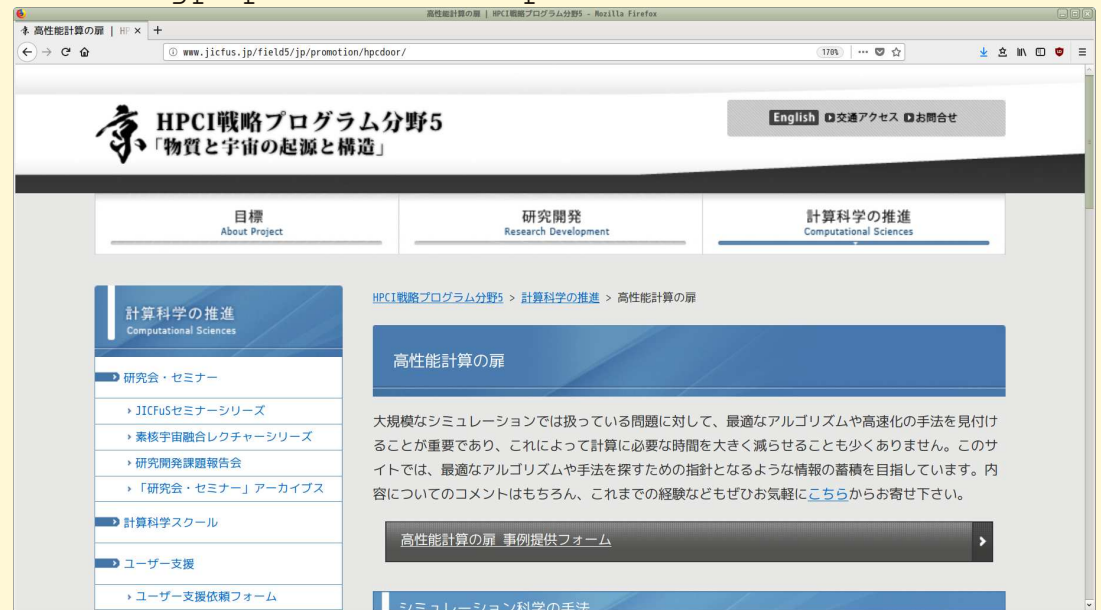 高性能計算の扉 | HPCI戦略プログラム分野5 - Mozilla Firefox
高性能計算の扉 | HF × +
www.jicfus.jp/field5/jp/promotion/hpcdoor/ 170%
HPCI戦略プログラム分野5
「物質と宇宙の起源と構造」
English 交通アクセス お問合せ
目標
About Project
研究開発
Research Development
計算科学の推進
Computational Sciences
計算科学の推進
Computational Sciences
研究会・セミナー
JICFuSセミナーシリーズ
素核宇宙融合レクチャーシリーズ
研究開発課題報告会
「研究会・セミナー」アーカイブス
計算科学スクール
ユーザー支援
ユーザー支援依頼フォーム
HPCI戦略プログラム分野5 > 計算科学の推進 > 高性能計算の扉
高性能計算の扉
大規模なシミュレーションでは扱っている問題に対して、最適なアルゴリズムや高速化の手法を見付け
ることが重要であり、これによって計算に必要な時間を大きく減らせることも少くありません。このサ
イトでは、最適なアルゴリズムや手法を探すための指針となるような情報の蓄積を目指しています。内
容についてのコメントはもちろん、これまでの経験などもぜひお気軽にこちらからお寄せ下さい。
高性能計算の扉 事例提供フォーム
シミュレーション科学の手法